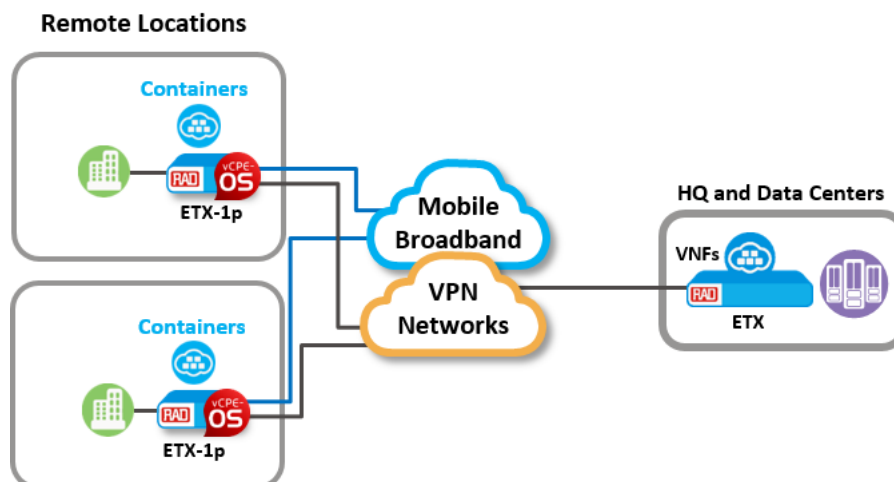 Remote Locations
Containers
RAD
vCPE-
OS
ETX-1p
Mobile
Broadband
VPN
Networks
HQ and Data Centers
VNFs
RAD
ETX
Containers
RAD
vCPE-
OS
ETX-1p